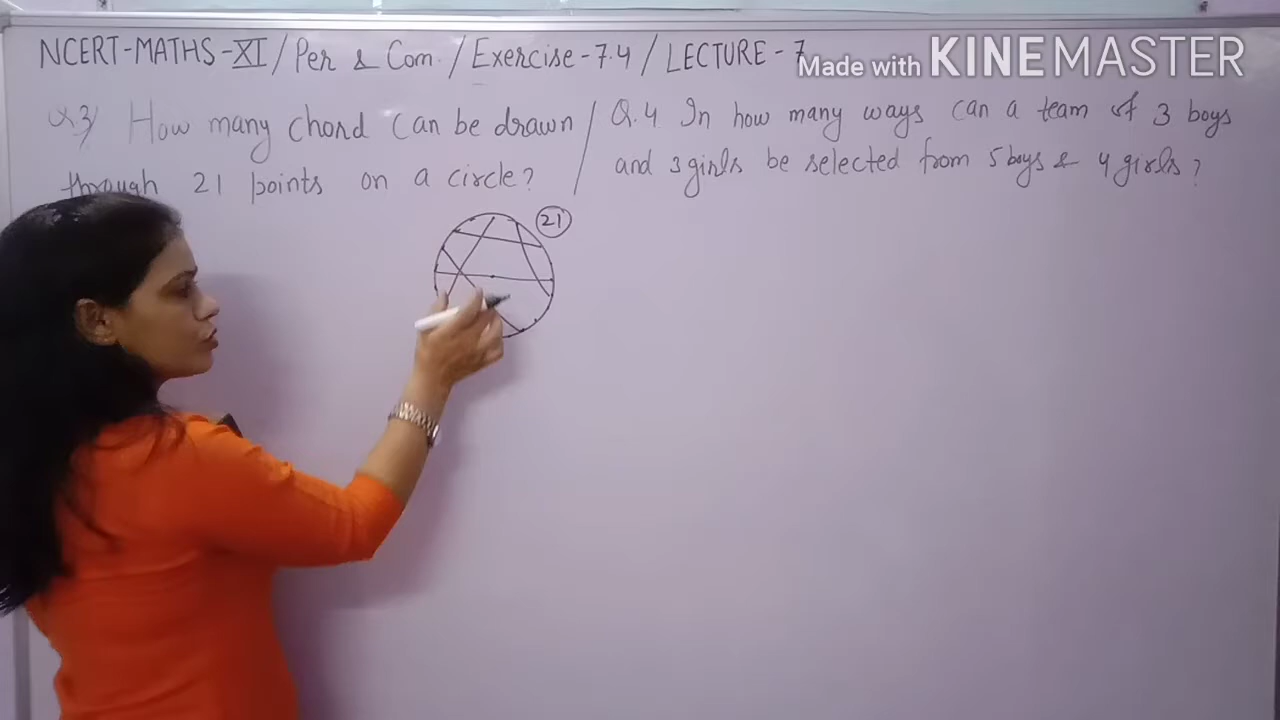 NCERT-MATHS-XI / Per & Com. / Exercise-7.4 / LECTURE-7
Made with KINEMASTER
Q.3/ How many chord can be drawn
through 21 points on a circle?
Q.4 In how many ways can a team of 3 boys
and 3 girls be selected from 5 boys & 4 girls?
21